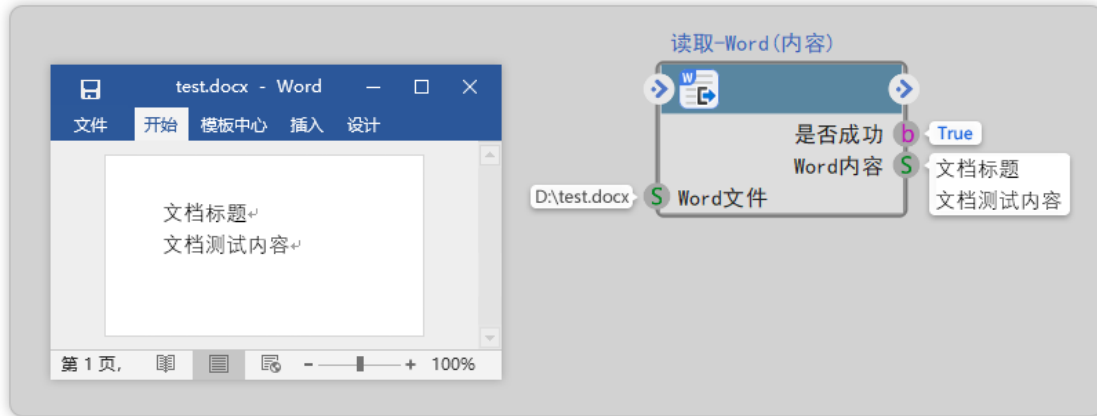 test.docx - Word
文件 开始 模板中心 插入 设计
文档标题
文档测试内容
第 1 页, 100%
读取-Word(内容)
是否成功 b True
Word内容 S 文档标题
文档测试内容
D:\test.docx S Word文件